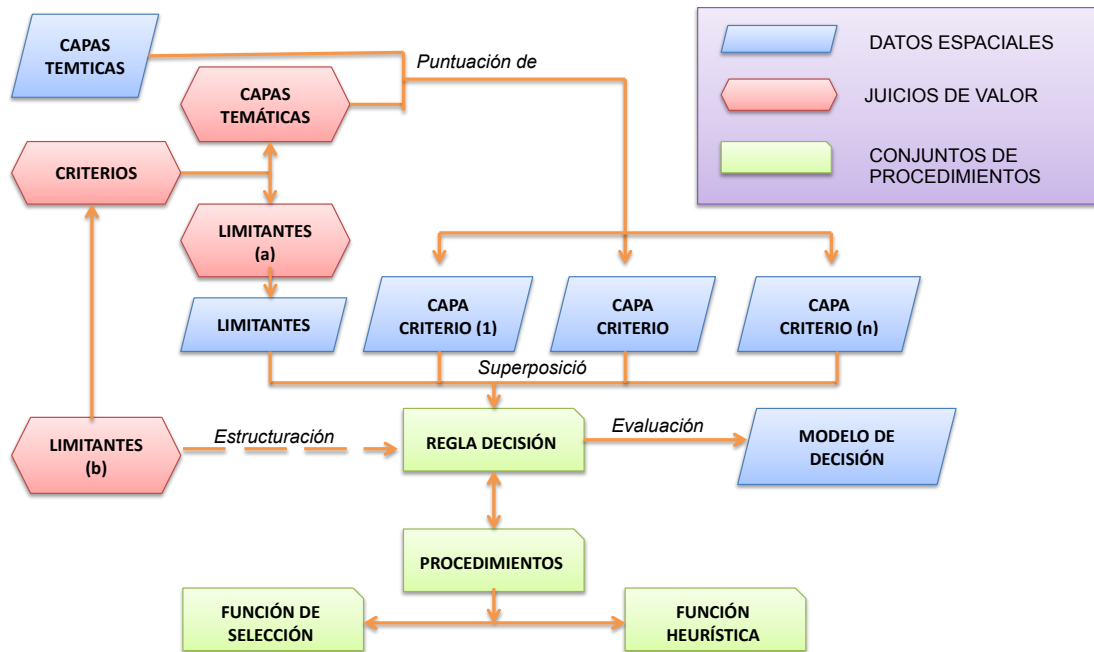 CAPAS
TEMTICAS
Puntuación de
CAPAS
TEMÁTICAS
CRITERIOS
LIMITANTES
(a)
LIMITANTES
CAPA
CRITERIO (1)
CAPA
CRITERIO
CAPA
CRITERIO (n)
Superposició
LIMITANTES
(b)
Estructuración
REGLA DECISIÓN
Evaluación
MODELO DE
DECISIÓN
PROCEDIMIENTOS
FUNCIÓN DE
SELECCIÓN
FUNCIÓN
HEURÍSTICA
DATOS ESPACIALES
JUICIOS DE VALOR
CONJUNTOS DE
PROCEDIMIENTOS